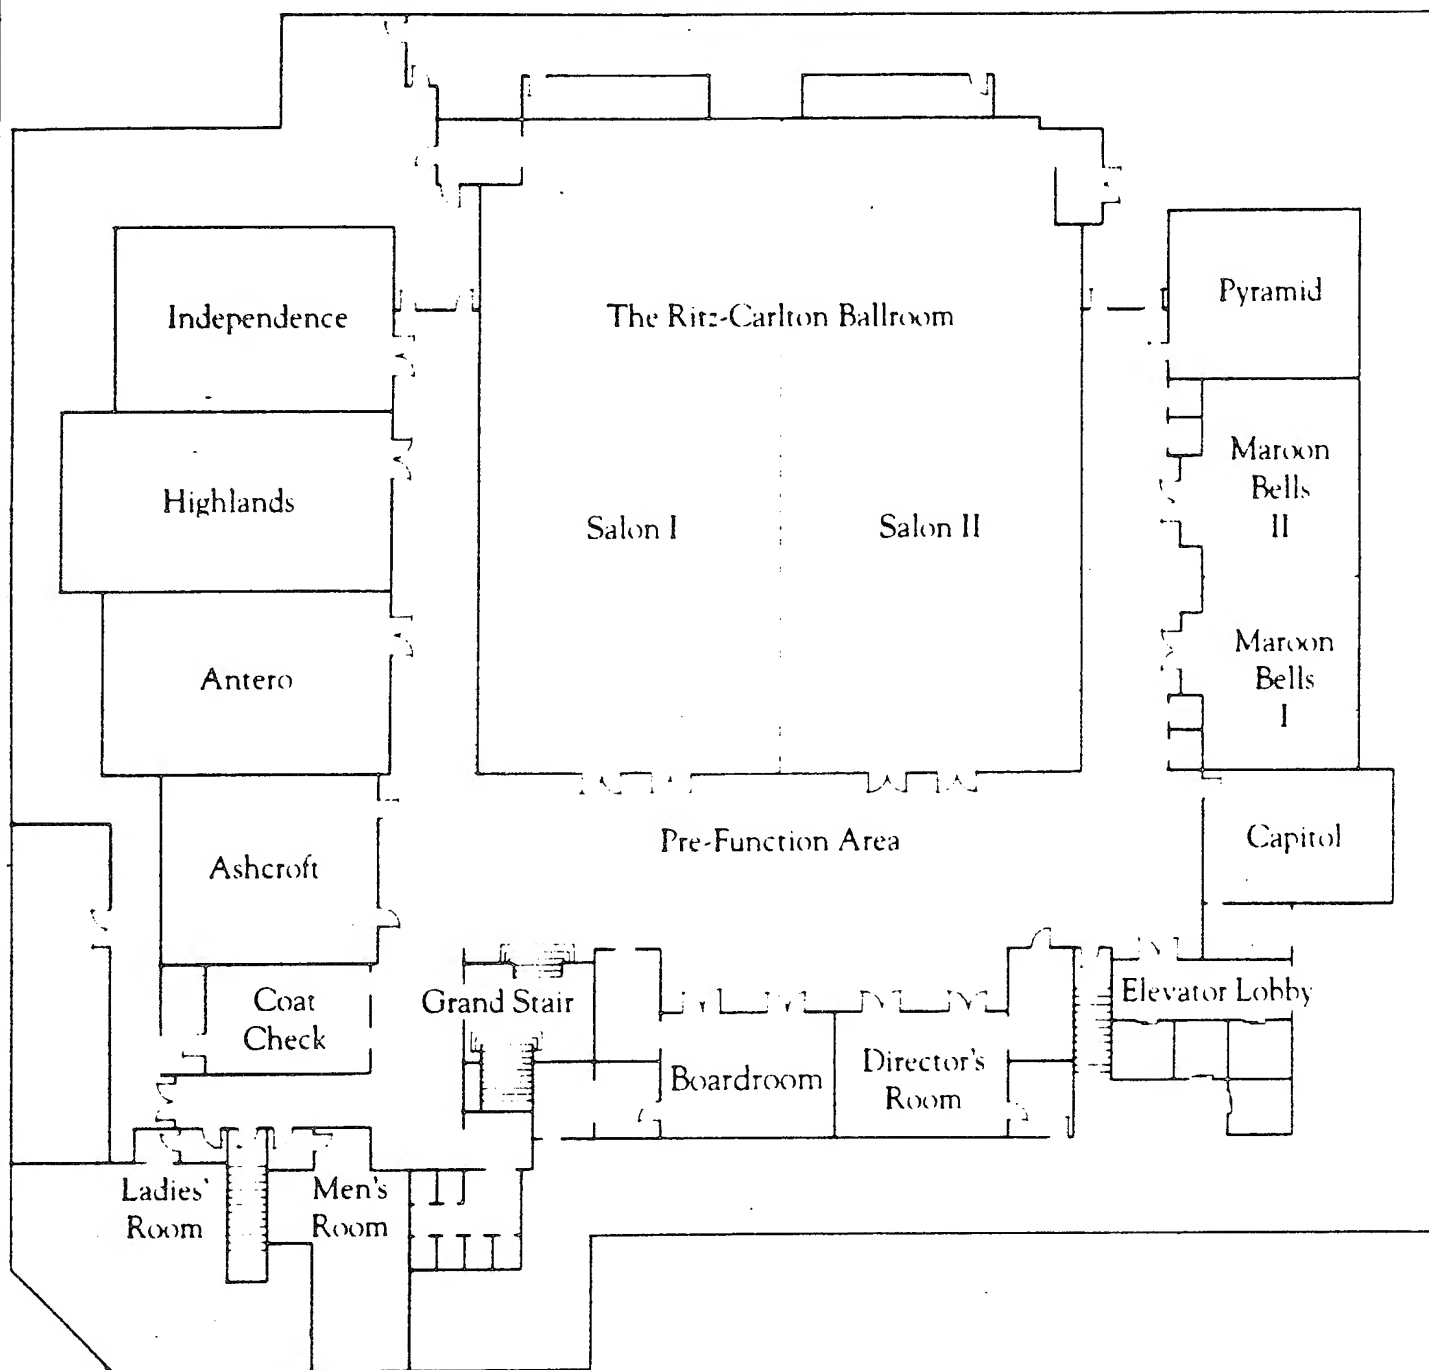 Independence
The Ritz-Carlton Ballroom
Pyramid
Highlands
Salon I
Salon II
Maroon
Bells
II
Antero
Maroon
Bells
I
Ashcroft
Pre-Function Area
Capitol
Coat
Check
Grand Stair
Elevator Lobby
Boardroom
Director's
Room
Ladies'
Room
Men's
Room